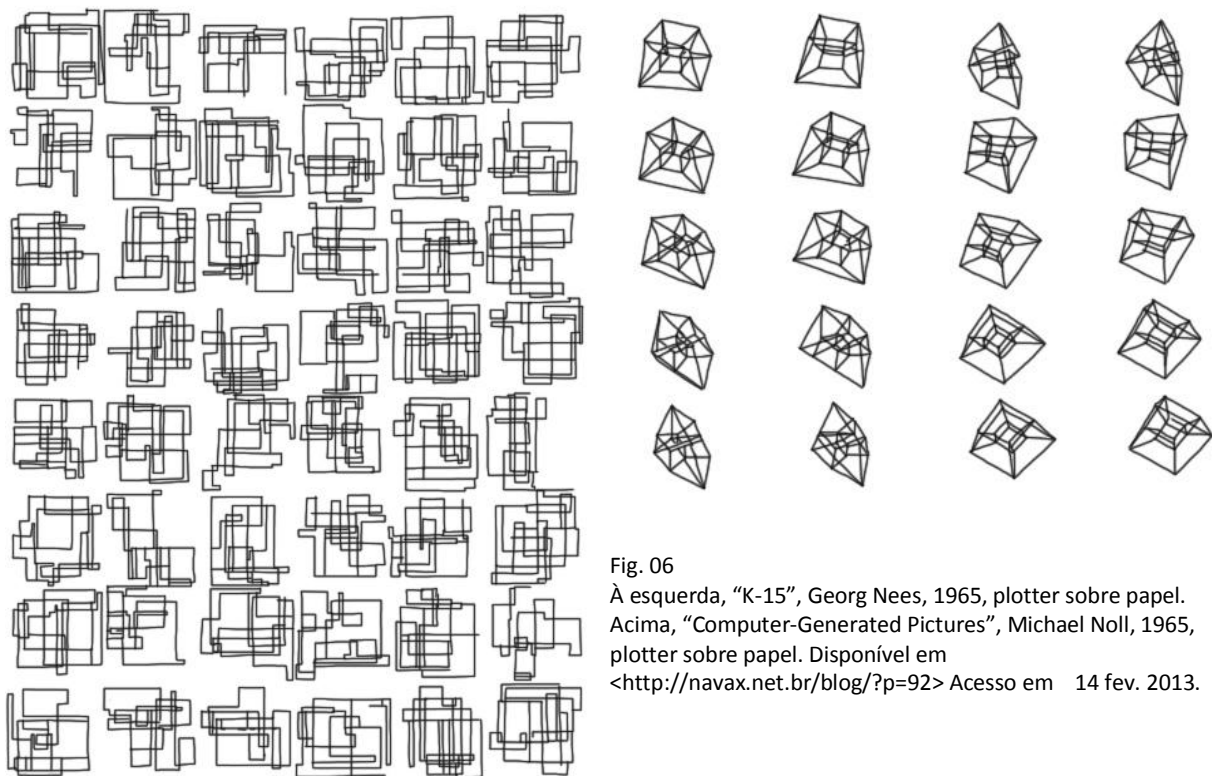 Fig. 06
À esquerda, “K-15”, Georg Nees, 1965, plotter sobre papel.
Acima, “Computer-Generated Pictures”, Michael Noll, 1965,
plotter sobre papel. Disponível em
<http://navax.net.br/blog/?p=92> Acesso em 14 fev. 2013.